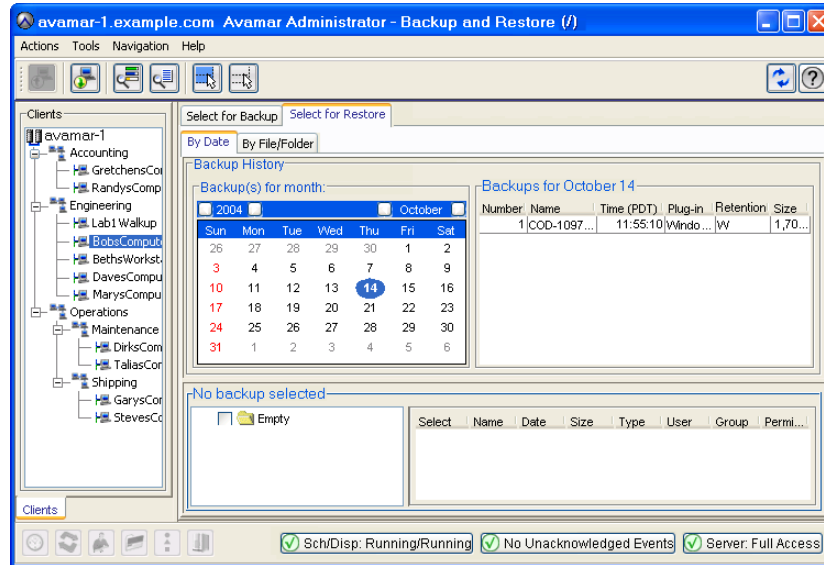 avamar-1.example.com Avamar Administrator - Backup and Restore (/)
Actions Tools Navigation Help
Clients
avamar-1
Accounting
GretchensCor
RandysComp
Engineering
Lab1 Walkup
BobsComput
BethsWorkst
DavesCompu
MarysCompu
Operations
Maintenance
DirksCom
TaliasCor
Shipping
GarysCor
StevesCo
Clients
Select for Backup Select for Restore
By Date By File/Folder
Backup History
Backup(s) for month:
2004 October
Sun Mon Tue Wed Thu Fri Sat
26 27 28 29 30 1 2
3 4 5 6 7 8 9
10 11 12 13 14 15 16
17 18 19 20 21 22 23
24 25 26 27 28 29 30
31 1 2 3 4 5 6
Backups for October 14
Number Name Time (PDT) Plug-in Retention Size
1 COD-1097... 11:55:10 Windo... W 1,70...
No backup selected
Empty
Select Name Date Size Type User Group Permi...
Sch/Disp: Running/Running No Unacknowledged Events Server: Full Access